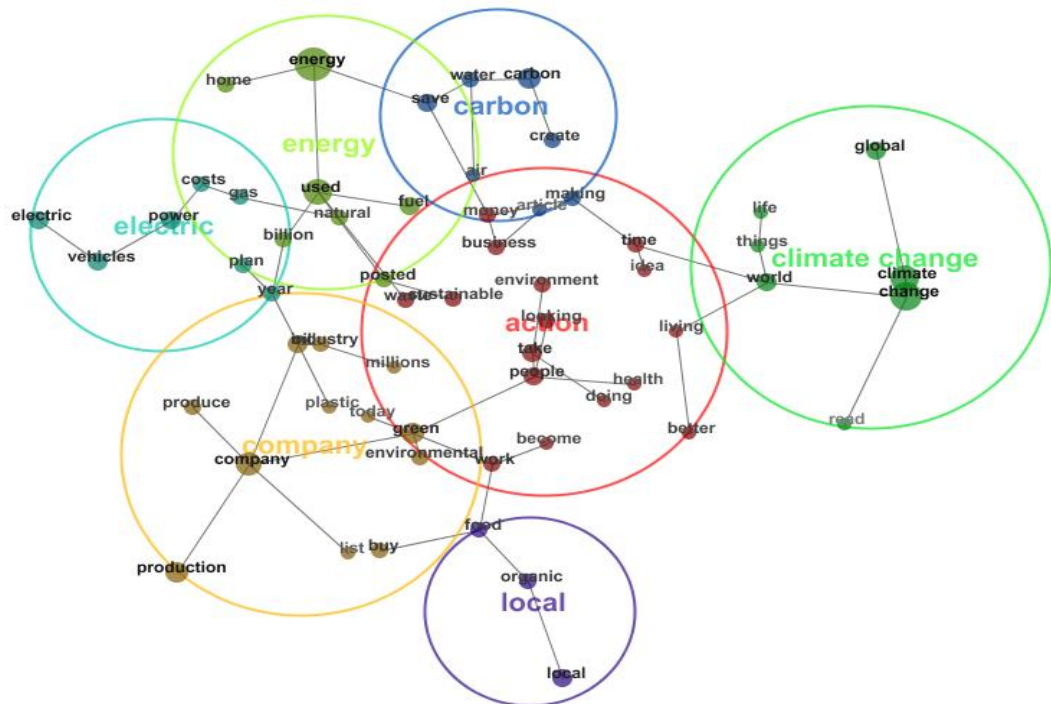 energy
home
water
carbon
save
carbon
create
energy
global
air
costs
gas
used
natural
fuel
money
article
making
life
electric
power
electric
billion
business
time
things
vehicles
plan
posted
idea
climate change
world
climate
change
year
waste
sustainable
environment
looking
action
living
take
industry
millions
people
health
doing
produce
plastic
today
green
better
read
company
become
company
environmental
work
list
buy
food
production
organic
local
local